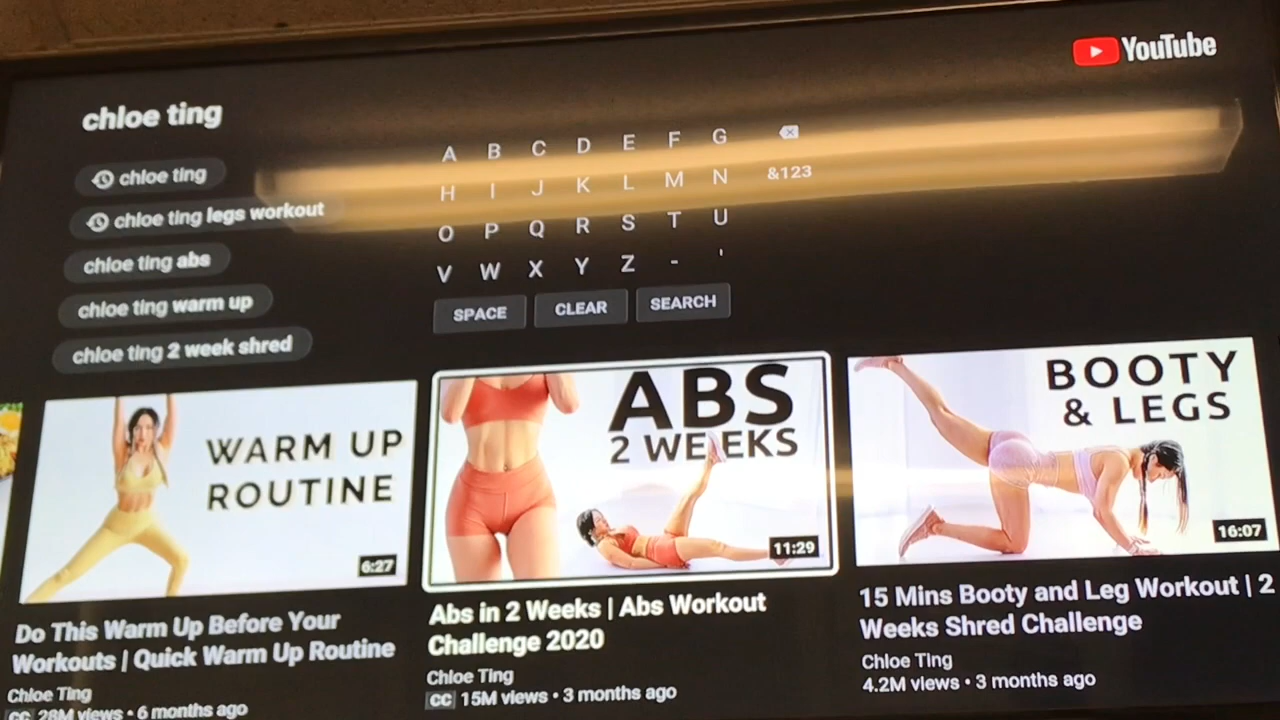 YouTube
chloe ting
chloe ting
chloe ting legs workout
chloe ting abs
chloe ting warm up
chloe ting 2 week shred
A B C D E F G
H I J K L M N &123
O P Q R S T U
V W X Y Z - '
SPACE CLEAR SEARCH
WARM UP
ROUTINE
6:27
Do This Warm Up Before Your
Workouts | Quick Warm Up Routine
Chloe Ting
CC 28M views • 6 months ago
ABS
2 WEEKS
11:29
Abs in 2 Weeks | Abs Workout
Challenge 2020
Chloe Ting
CC 15M views • 3 months ago
BOOTY
& LEGS
16:07
15 Mins Booty and Leg Workout | 2
Weeks Shred Challenge
Chloe Ting
4.2M views • 3 months ago